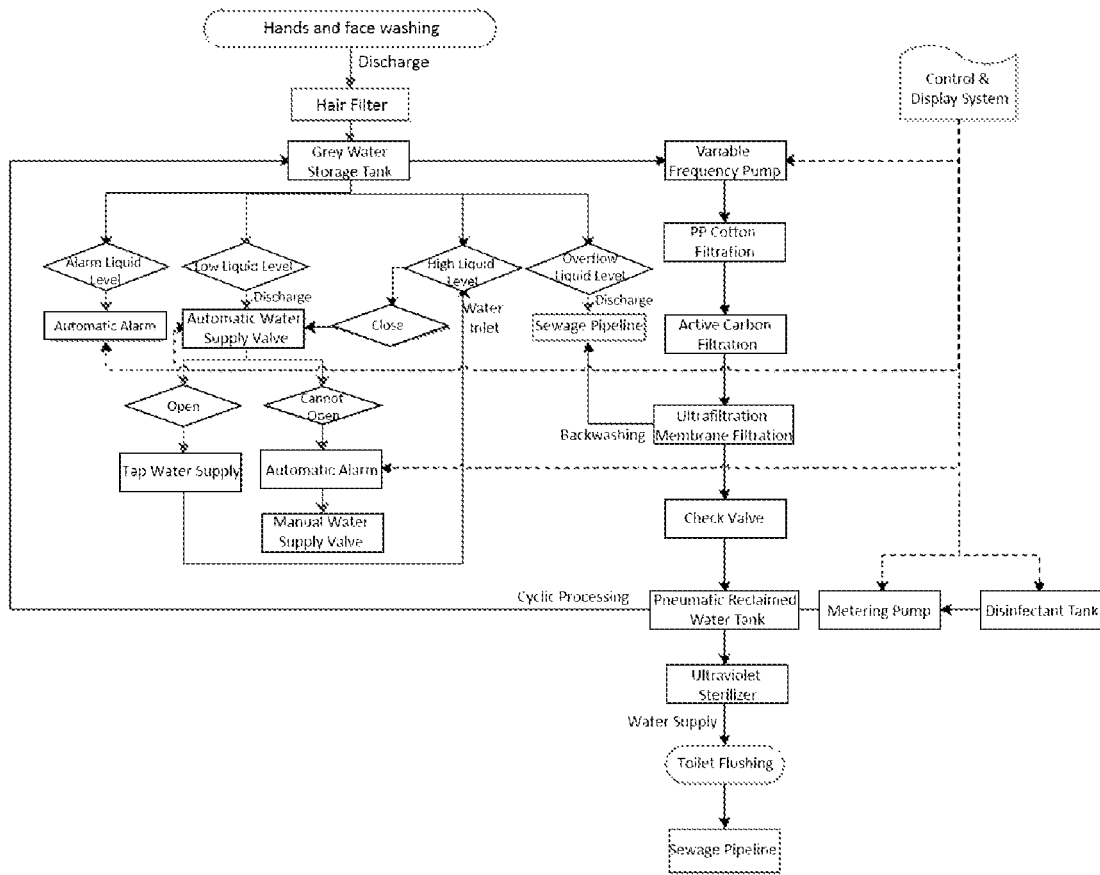 Hands and face washing
Discharge
Control &
Display System
Hair Filter
Grey Water
Storage Tank
Variable
Frequency Pump
PP Cotton
Filtration
Alarm Liquid
Level
Low Liquid Level
High Liquid
Level
Overflow
Liquid Level
Discharge
Discharge
Water
Inlet
Automatic Alarm
Automatic Water
Supply Valve
Close
Sewage Pipeline
Active Carbon
Filtration
Open
Cannot
Open
Backwashing
Ultrafiltration
Membrane Filtration
Tap Water Supply
Automatic Alarm
Manual Water
Supply Valve
Check Valve
Cyclic Processing
Pneumatic Reclaimed
Water Tank
Metering Pump
Disinfectant Tank
Ultraviolet
Sterilizer
Water Supply
Toilet Flushing
Sewage Pipeline